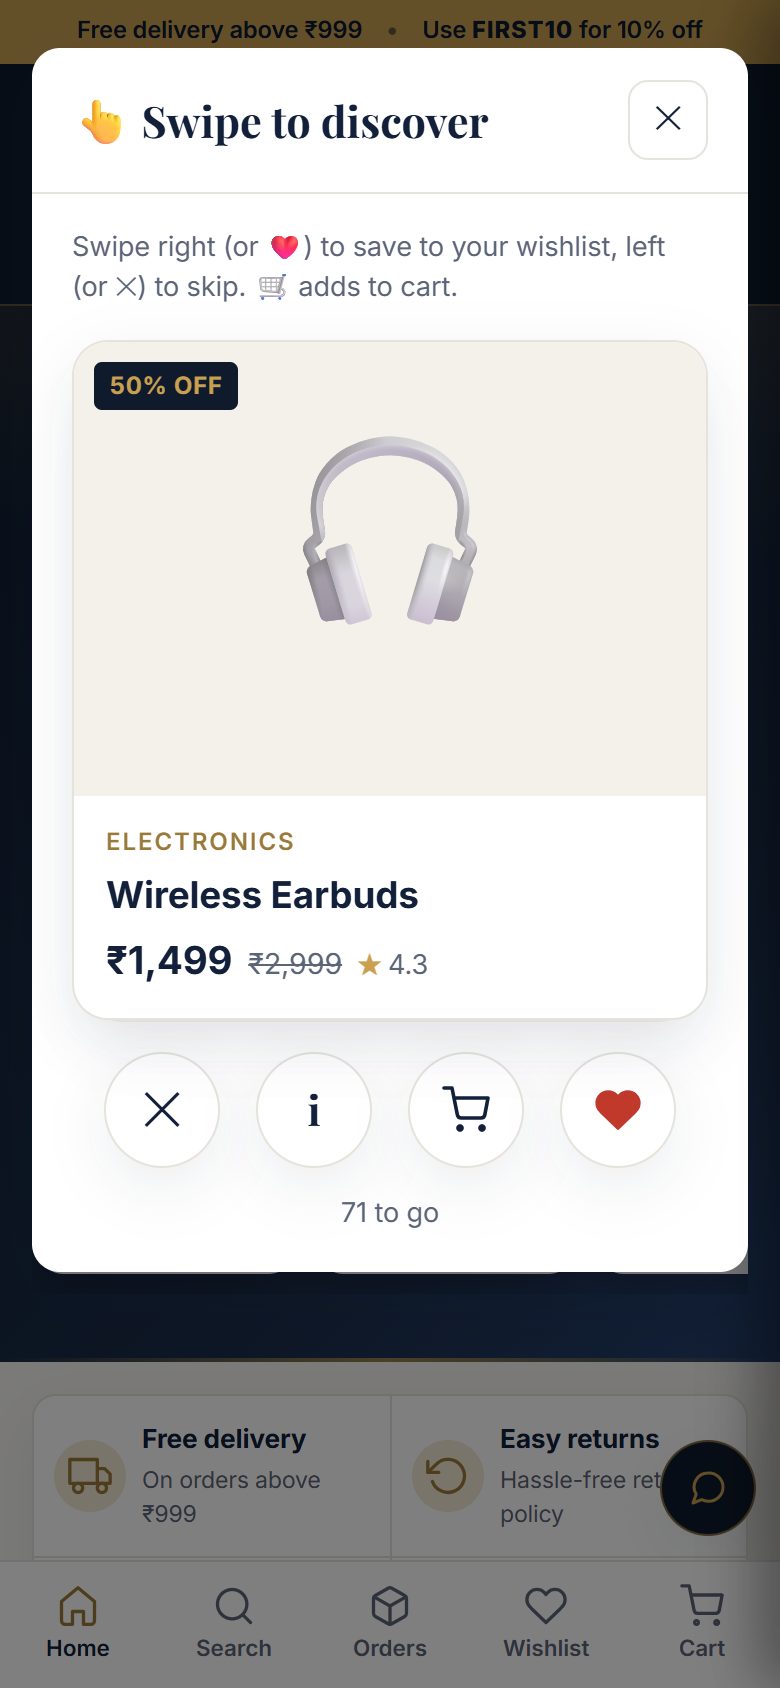 Free delivery above ₹999 • Use FIRST10 for 10% off
👆 Swipe to discover
Swipe right (or ❤️) to save to your wishlist, left
(or ✕) to skip. 🛒 adds to cart.
50% OFF
ELECTRONICS
Wireless Earbuds
₹1,499 ₹2,999 ★ 4.3
i
71 to go
Free delivery
On orders above
₹999
Easy returns
Hassle-free ret
policy
Home
Search
Orders
Wishlist
Cart